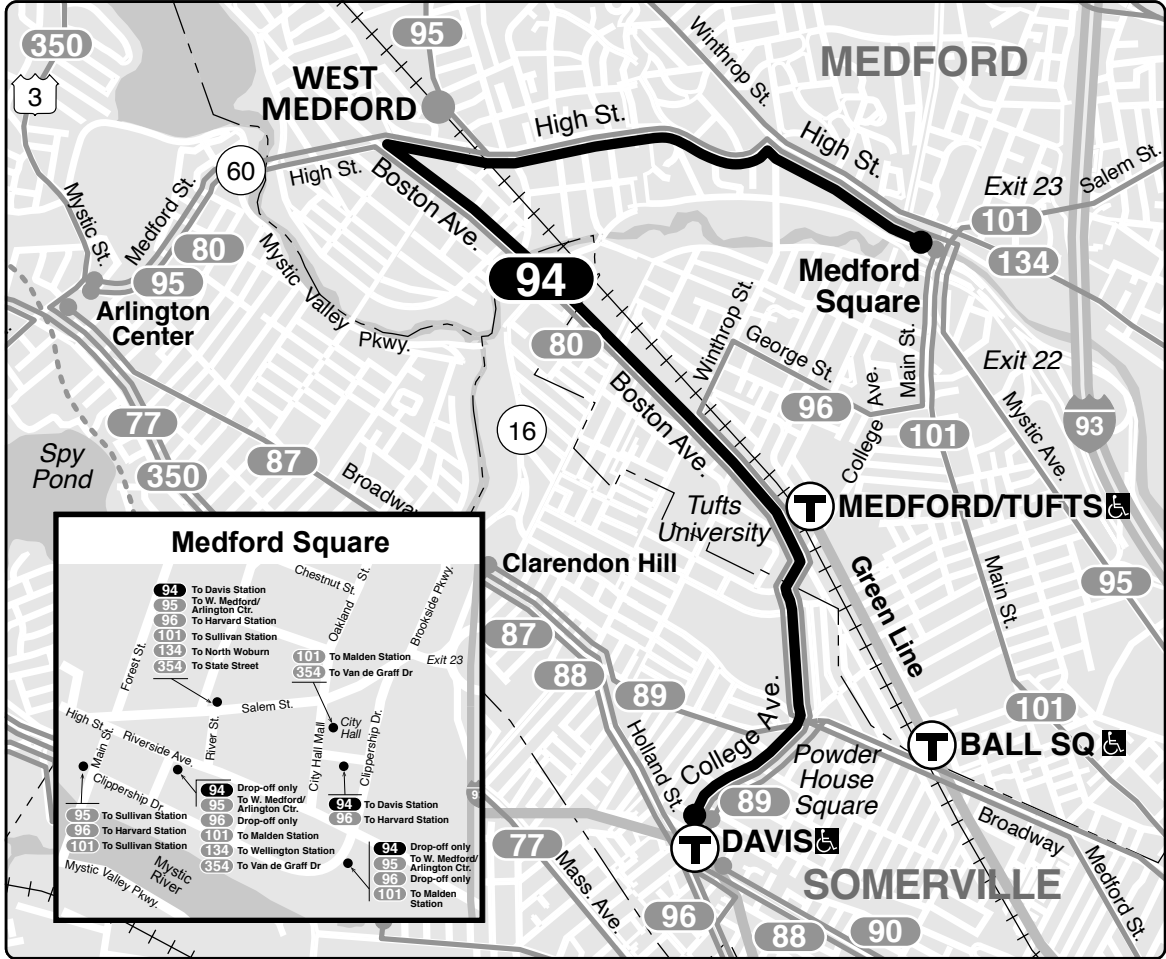 350
95
3
WEST
MEDFORD
Winthrop St.
MEDFORD
High St.
High St.
Exit 23
Salem St.
60
High St.
Boston Ave.
Mystic St.
Medford St.
80
95
101
134
Medford
Square
94
Mystic Valley Pkwy.
Arlington
Center
80
Winthrop St.
George St.
Main St.
Exit 22
96
College Ave.
101
Mystic Ave.
93
77
350
87
Broadway
16
Boston Ave.
Spy
Pond
Tufts
University
T
MEDFORD/TUFTS
Clarendon Hill
Green Line
Main St.
95
87
88
89
101
Holland St.
College Ave.
Powder
House
Square
T
BALL SQ
89
Broadway
Medford St.
T
DAVIS
77
Mass. Ave.
SOMERVILLE
96
88
90
Medford Square
94 To Davis Station
95 To W. Medford/
Arlington Ctr.
96 To Harvard Station
101 To Sullivan Station
134 To North Woburn
354 To State Street
Chestnut St.
Oakland St.
Brookside Pkwy.
Exit 23
101 To Malden Station
354 To Van de Graff Dr
Forest St.
Salem St.
High St.
Main St.
Riverside Ave.
River St.
City Hall Mall
City
Hall
Clippership Dr.
Clippership Dr.
94 Drop-off only
95 To W. Medford/
Arlington Ctr.
96 Drop-off only
101 To Malden Station
134 To Wellington Station
354 To Van de Graff Dr
94 To Davis Station
96 To Harvard Station
95 To Sullivan Station
96 To Harvard Station
101 To Sullivan Station
94 Drop-off only
95 To W. Medford/
Arlington Ctr.
96 Drop-off only
101 To Malden
Station
Mystic
River
Mystic Valley Pkwy.